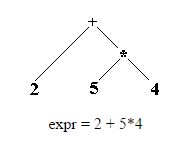 +
*
2 5 4
expr = 2 + 5*4